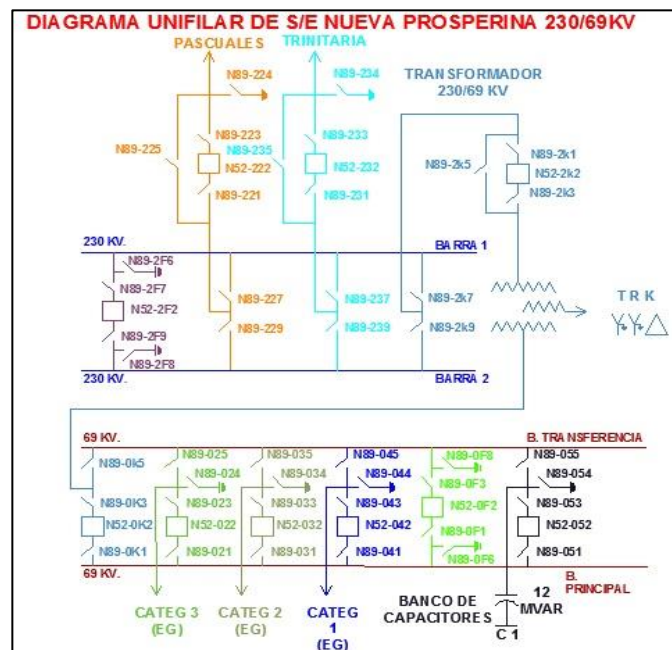 DIAGRAMA UNIFILAR DE S/E NUEVA PROSPERINA 230/69KV
PASCUALES
TRINITARIA
TRANSFORMADOR
230/69 KV
N89-224
N89-234
N89-223
N89-225
N89-235
N52-222
N89-221
N89-233
N52-232
N89-231
N89-2k5
N89-2k1
N52-2k2
N89-2k3
230 KV.
BARRA 1
N89-2F6
N89-2F7
N52-2F2
N89-2F9
N89-2F8
N89-227
N89-229
N89-237
N89-239
N89-2k7
N89-2k9
T R K
230 KV.
BARRA 2
69 KV.
B. TRANSFERENCIA
N89-0k5
N89-0K3
N52-0K2
N89-0K1
N89-025
N89-024
N89-023
N52-022
N89-021
N89-035
N89-034
N89-033
N52-032
N89-031
N89-045
N89-044
N89-043
N52-042
N89-041
N89-0F8
N89-0F3
N52-0F2
N89-0F1
N89-0F6
N89-055
N89-054
N89-053
N52-052
N89-051
69 KV.
B.
PRINCIPAL
CATEG 3
(EG)
CATEG 2
(EG)
CATEG
1
(EG)
BANCO DE
CAPACITORES
12
MVAR
C 1